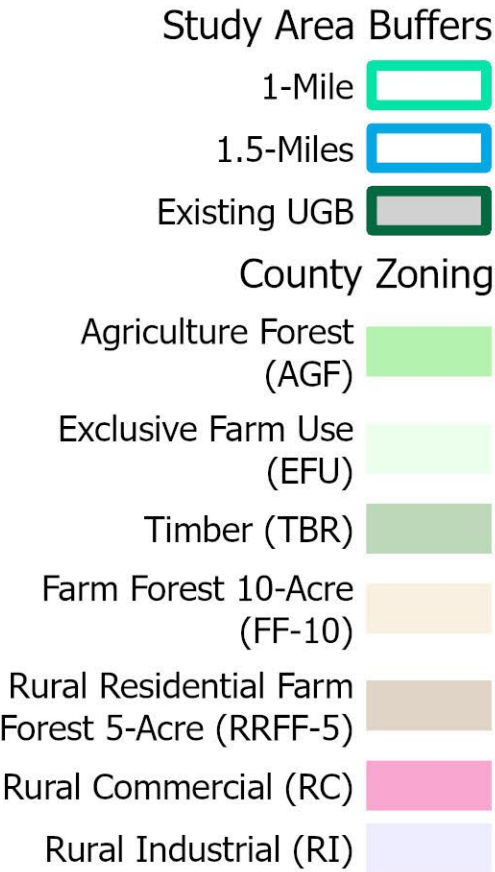 Study Area Buffers
1-Mile
1.5-Miles
Existing UGB
County Zoning
Agriculture Forest
(AGF)
Exclusive Farm Use
(EFU)
Timber (TBR)
Farm Forest 10-Acre
(FF-10)
Rural Residential Farm
Forest 5-Acre (RRFF-5)
Rural Commercial (RC)
Rural Industrial (RI)